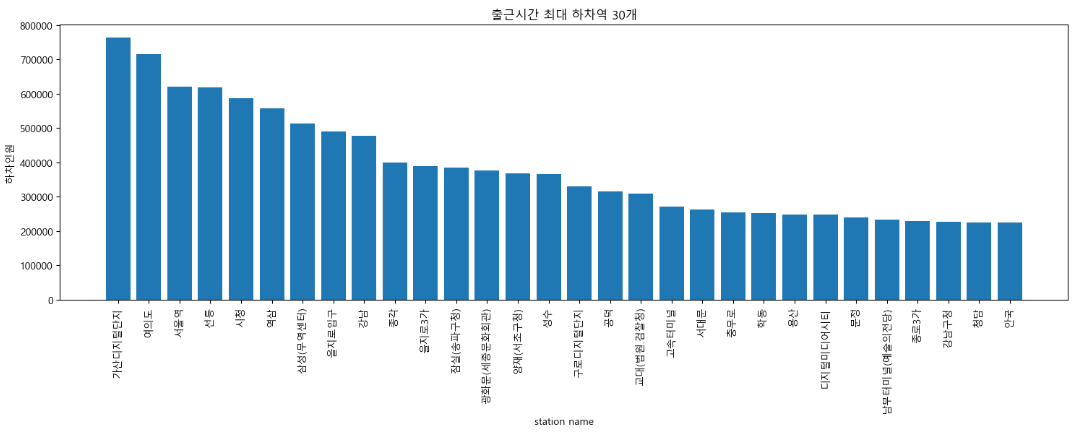 출근시간 최대 하차역 30개
800000
700000
600000
500000
400000
300000
200000
100000
0
하차인원
가산디지털단지
여의도
서울역
선릉
시청
역삼
삼성(무역센터)
을지로입구
강남
종각
을지로3가
잠실(송파구청)
광화문(세종문화회관)
양재(서초구청)
성수
구로디지털단지
공덕
교대(법원.검찰청)
고속터미널
서대문
충무로
학동
용산
디지털미디어시티
문정
남부터미널(예술의전당)
종로3가
강남구청
청담
안국
station name